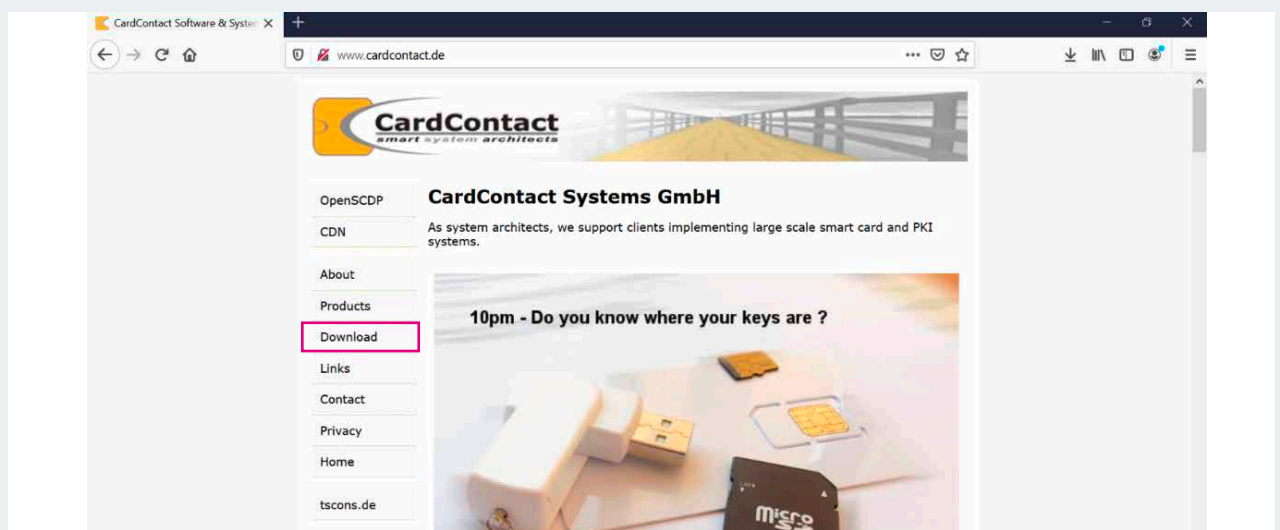 CardContact Software & System
www.cardcontact.de
CardContact
smart system architects
OpenSCDP
CDN
About
Products
Download
Links
Contact
Privacy
Home
tscons.de
CardContact Systems GmbH
As system architects, we support clients implementing large scale smart card and PKI
systems.
10pm - Do you know where your keys are ?
Micro